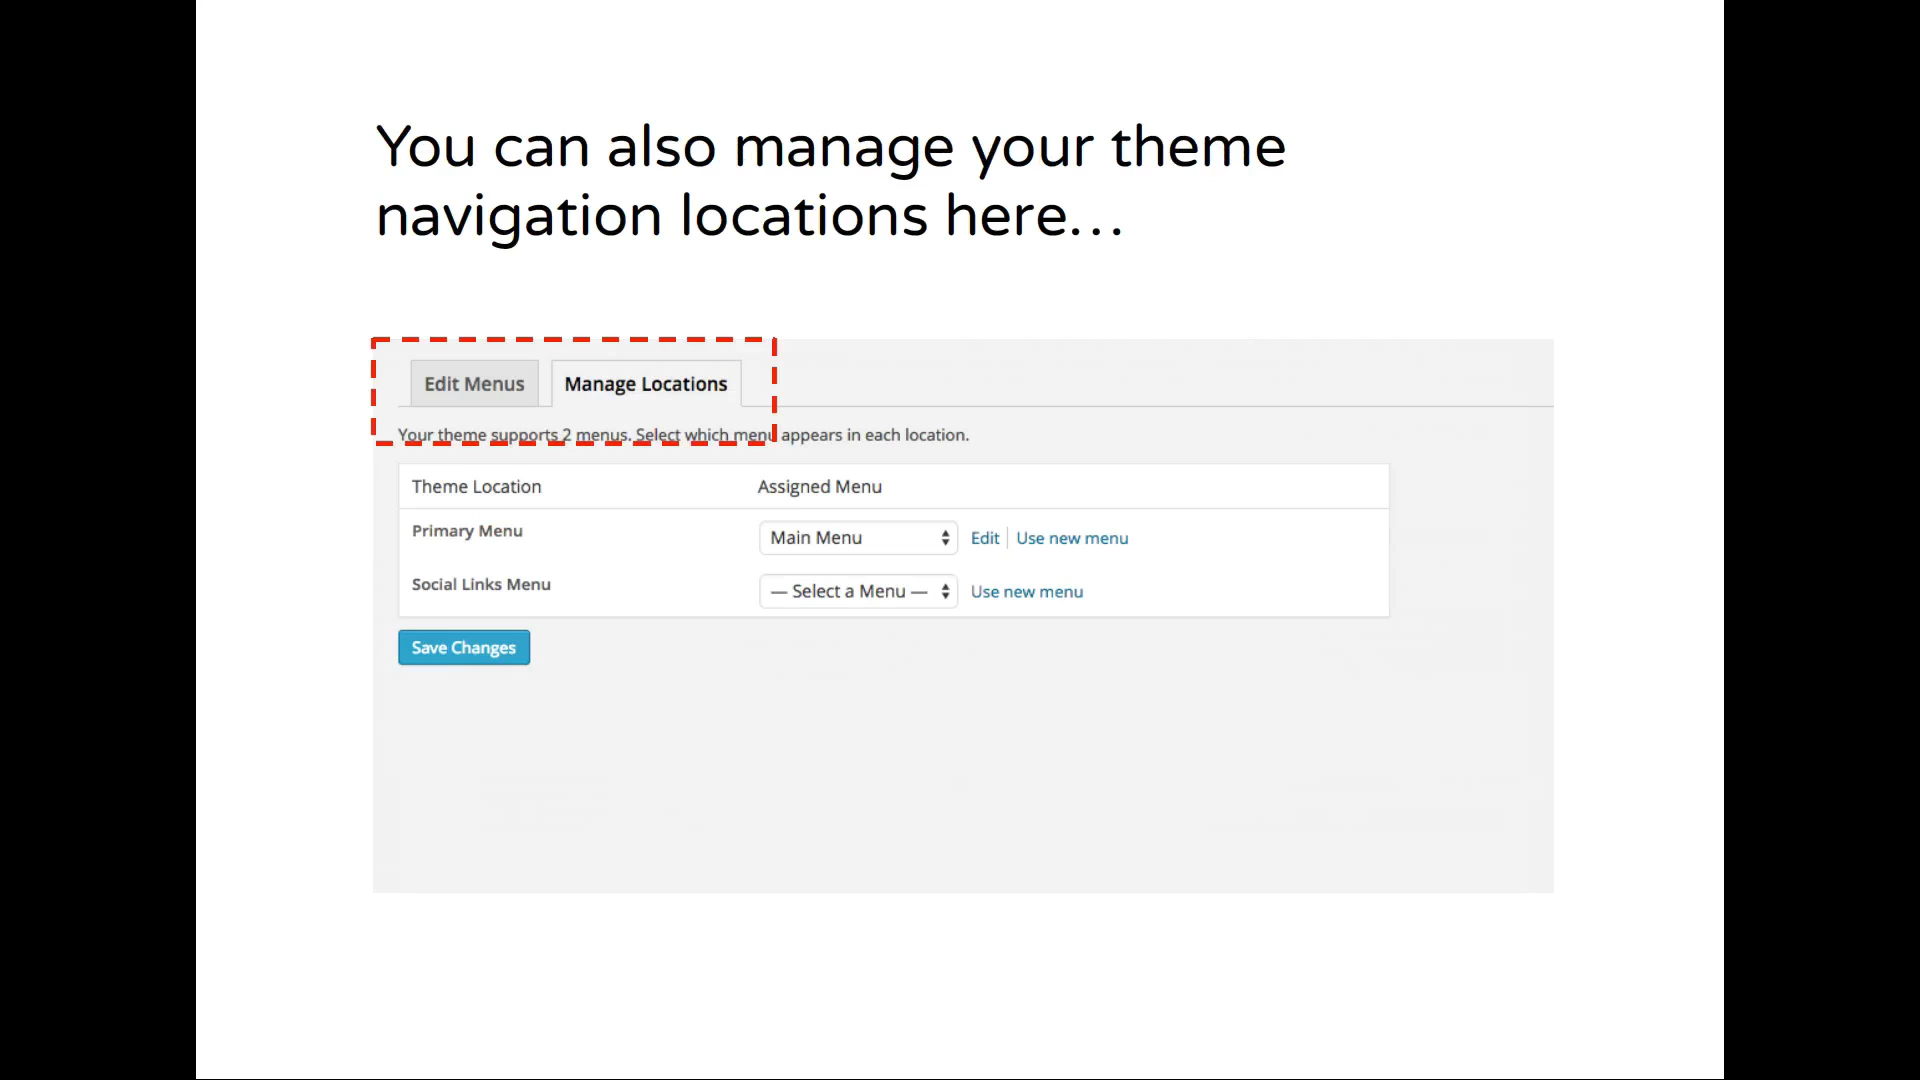 You can also manage your theme
navigation locations here…
Edit Menus Manage Locations
Your theme supports 2 menus. Select which menu appears in each location.
Theme Location Assigned Menu
Primary Menu Main Menu Edit Use new menu
Social Links Menu — Select a Menu — Use new menu
Save Changes